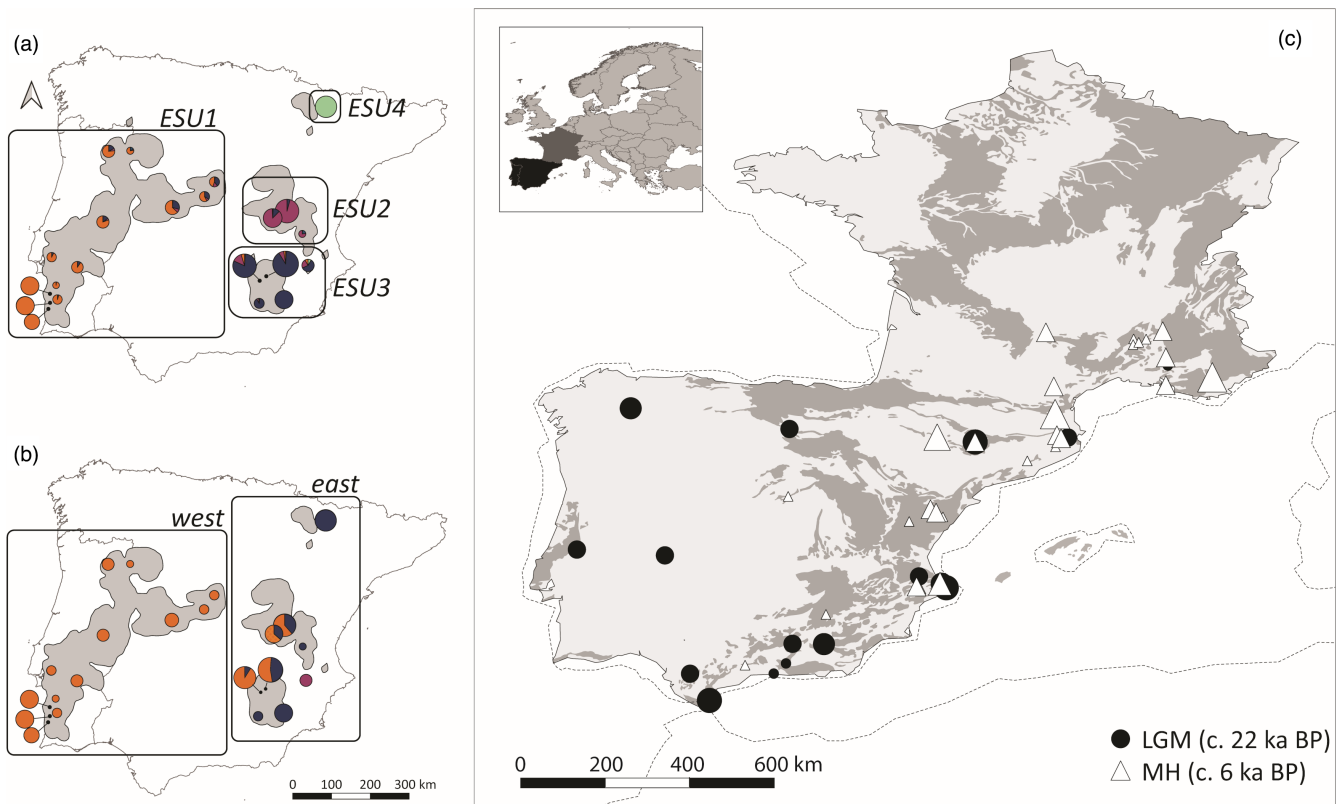 (a)
ESU1
ESU4
ESU2
ESU3
(b)
west
east
0 100 200 300 km
(c)
0 200 400 600 km
LGM (c. 22 ka BP)
MH (c. 6 ka BP)